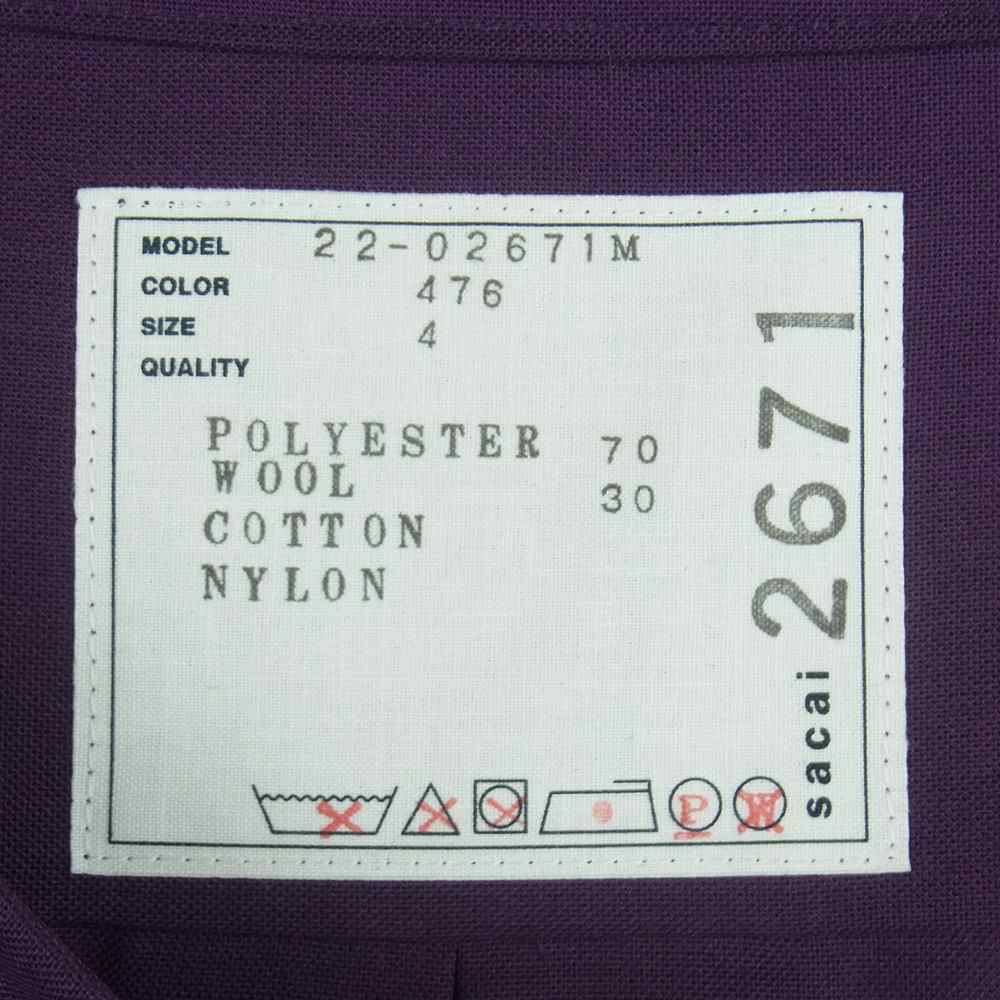 MODEL 22-02671M
COLOR 476
SIZE 4
QUALITY
POLYESTER 70
WOOL 30
COTTON
NYLON
P W
sacai 2671